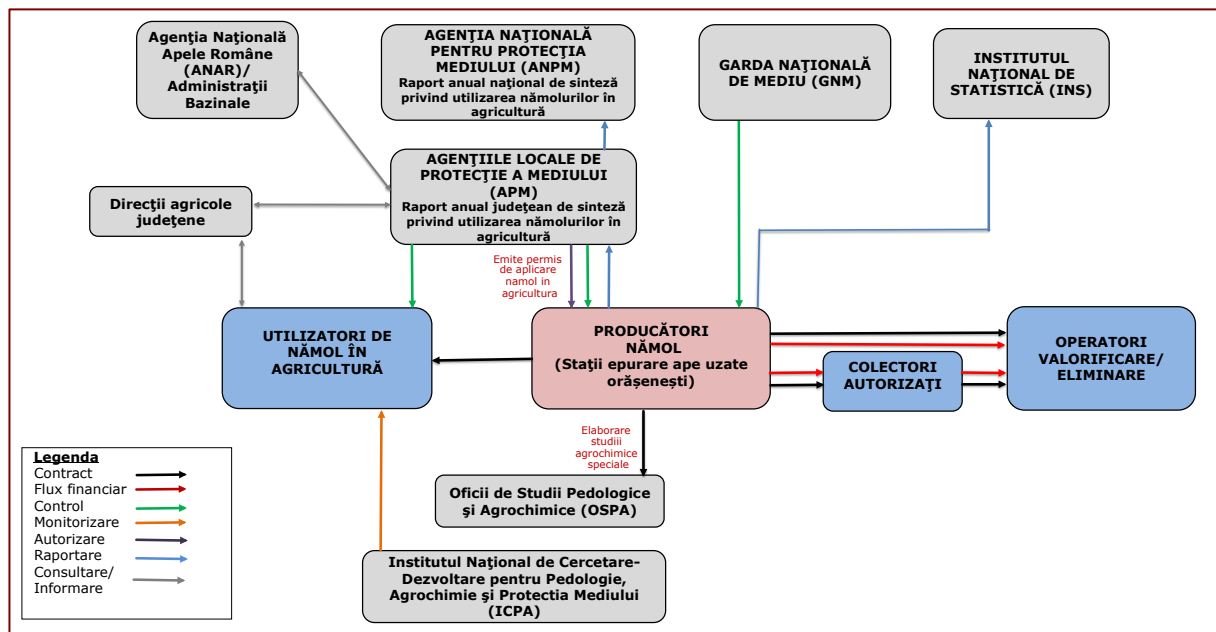 Agenţia Naţională
Apele Române
(ANAR)/
Administraţii
Bazinale
AGENŢIA NAŢIONALĂ
PENTRU PROTECŢIA
MEDIULUI (ANPM)
Raport anual naţional de sinteză
privind utilizarea nămolurilor în
agricultură
GARDA NAŢIONALĂ
DE MEDIU (GNM)
INSTITUTUL
NAŢIONAL DE
STATISTICĂ (INS)
AGENŢIILE LOCALE DE
PROTECŢIE A MEDIULUI
(APM)
Raport anual judeţean de sinteză
privind utilizarea nămolurilor în
agricultură
Direcţii agricole
judeţene
Emite permis
de aplicare
namol in
agricultura
UTILIZATORI DE
NĂMOL ÎN
AGRICULTURĂ
PRODUCĂTORI
NĂMOL
(Staţii epurare ape uzate
orăşeneşti)
COLECTORI
AUTORIZAŢI
OPERATORI
VALORIFICARE/
ELIMINARE
Elaborare
studii
agrochimice
speciale
Oficii de Studii Pedologice
şi Agrochimice (OSPA)
Institutul Naţional de Cercetare-
Dezvoltare pentru Pedologie,
Agrochimie şi Protectia Mediului
(ICPA)
Legenda
Contract
Flux financiar
Control
Monitorizare
Autorizare
Raportare
Consultare/
Informare